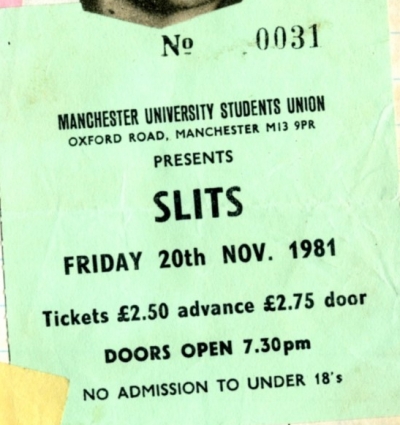 Nº 0031
MANCHESTER UNIVERSITY STUDENTS UNION
OXFORD ROAD, MANCHESTER M13 9PR
PRESENTS
SLITS
FRIDAY 20th NOV. 1981
Tickets £2.50 advance £2.75 door
DOORS OPEN 7.30pm
NO ADMISSION TO UNDER 18's